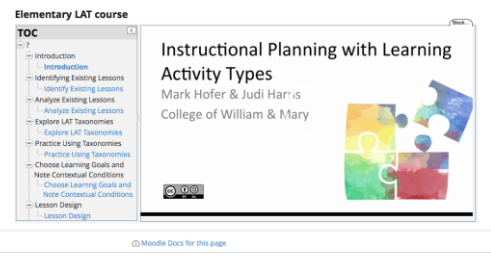 Elementary LAT course
Block...
TOC
?
Introduction
Introduction
Identifying Existing Lessons
Identify Existing Lessons
Analyze Existing Lessons
Analyze Existing Lessons
Explore LAT Taxonomies
Explore LAT Taxonomies
Practice Using Taxonomies
Practice Using Taxonomies
Choose Learning Goals and
Note Contextual Conditions
Choose Learng Goals and
Note Contextual Conditions
Lesson Design
Lesson Design
Instructional Planning with Learning
Activity Types
Mark Hofer & Judi Harris
College of William & Mary
Moodle Docs for this page